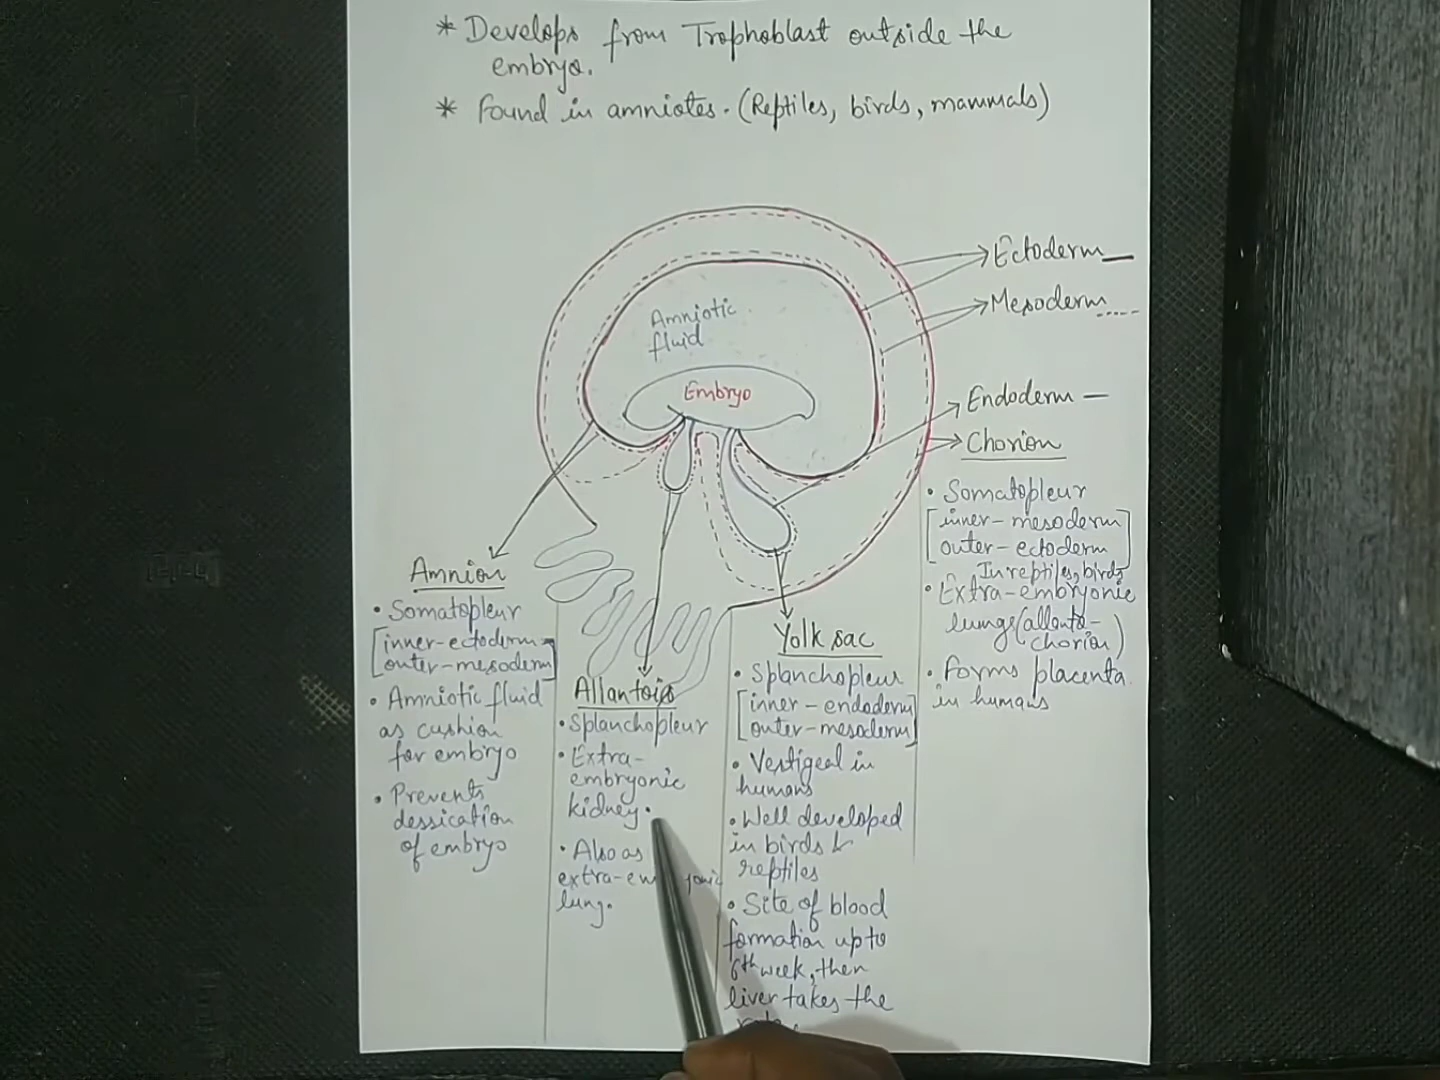 * Develops from Trophoblast outside the
embryo.
* Found in amniotes. (Reptiles, birds, mammals)
Ectoderm
Mesoderm
Amniotic
fluid
Embryo
Endoderm
Chorion
• Somatopleur
[inner-mesoderm
outer-ectoderm]
In reptiles, birds
• Extra-embryonic
lungs (allanto-
chorion)
• Forms placenta
in humans
Amnion
• Somatopleur
[inner-ectoderm
outer-mesoderm]
• Amniotic fluid
as cushion
for embryo
• Prevents
dessication
of embryo
Allantois
• Splanchopleur
• Extra-
embryonic
kidney.
• Also as
lung.
Yolk sac
• Splanchopleur
[inner-endoderm
outer-mesoderm]
• Vestigeal in
humans
• Well developed
in birds &
reptiles
• Site of blood
formation up to
6th week, then
liver takes the